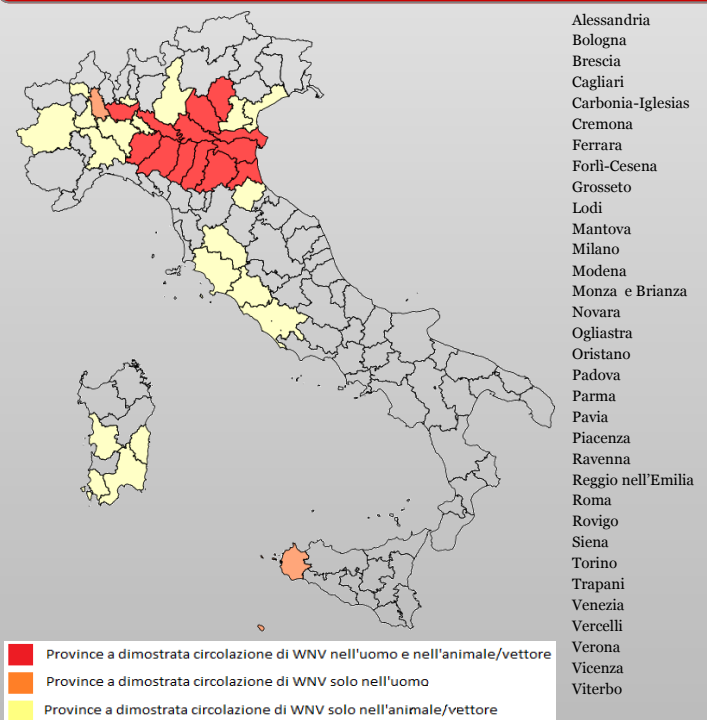 Alessandria
Bologna
Brescia
Cagliari
Carbonia-Iglesias
Cremona
Ferrara
Forlì-Cesena
Grosseto
Lodi
Mantova
Milano
Modena
Monza e Brianza
Novara
Ogliastra
Oristano
Padova
Parma
Pavia
Piacenza
Ravenna
Reggio nell'Emilia
Roma
Rovigo
Siena
Torino
Trapani
Venezia
Vercelli
Verona
Vicenza
Viterbo
Province a dimostrata circolazione di WNV nell'uomo e nell'animale/vettore
Province a dimostrata circolazione di WNV solo nell'uomo
Province a dimostrata circolazione di WNV solo nell'animale/vettore